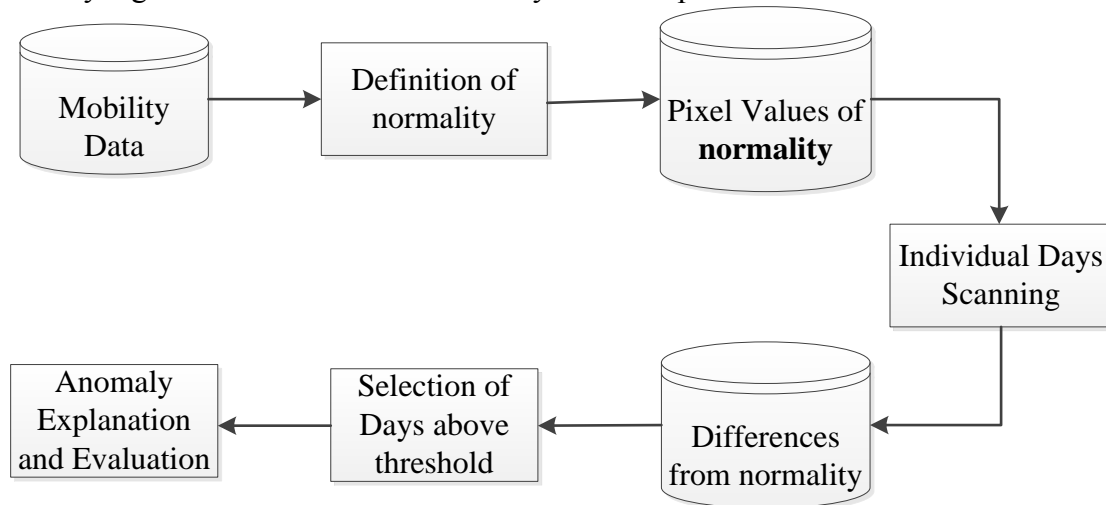 Mobility
Data
Definition of
normality
Pixel Values of
normality
Individual Days
Scanning
Differences
from normality
Selection of
Days above
threshold
Anomaly
Explanation
and Evaluation